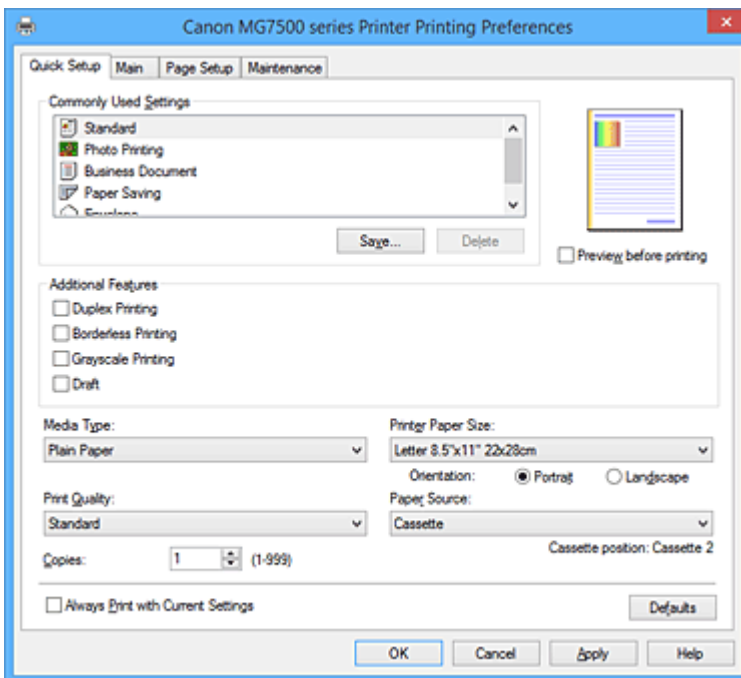 Canon MG7500 series Printer Printing Preferences
Quick Setup
Main
Page Setup
Maintenance
Commonly Used Settings
Standard
Photo Printing
Business Document
Paper Saving
Envelope
Save...
Delete
Preview before printing
Additional Features
Duplex Printing
Borderless Printing
Grayscale Printing
Draft
Media Type:
Plain Paper
Printer Paper Size:
Letter 8.5"x11" 22x28cm
Orientation:
Portrait
Landscape
Print Quality:
Standard
Paper Source:
Cassette
Cassette position: Cassette 2
Copies:
1
(1-999)
Always Print with Current Settings
Defaults
OK
Cancel
Apply
Help